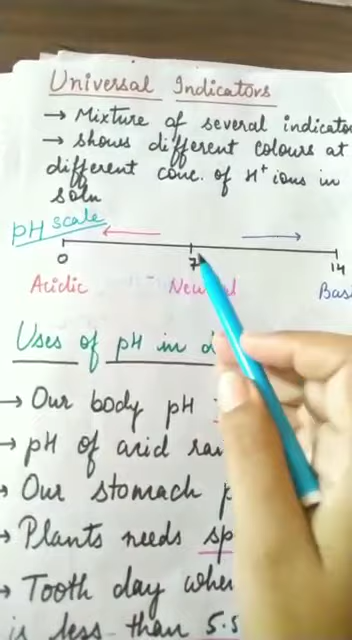 Universal Indicators
→ Mixture of several indicator
→ shows different colours at
different conc. of H+ ions in
soln
pH scale
0 7 14
Acidic Neu l Bas
Uses of pH in d
→ Our body pH
→ pH of acid ra
→ Our stomach p
→ Plants needs sp
→ Tooth day whe
is less than 5.5